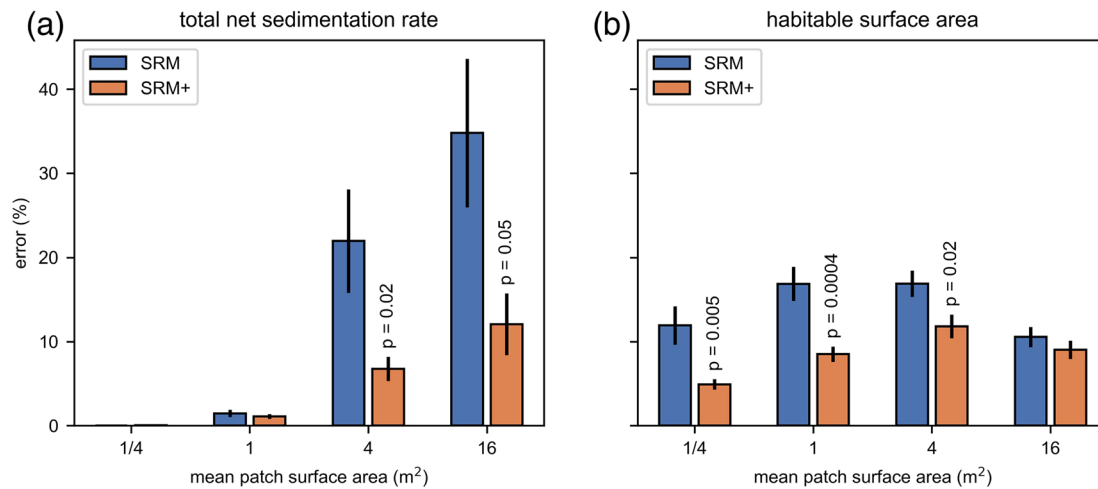 (a)
total net sedimentation rate
SRM
SRM+
error (%)
0
10
20
30
40
p = 0.02
p = 0.05
1/4
1
4
16
mean patch surface area (m²)
(b)
habitable surface area
SRM
SRM+
p = 0.005
p = 0.0004
p = 0.02
1/4
1
4
16
mean patch surface area (m²)